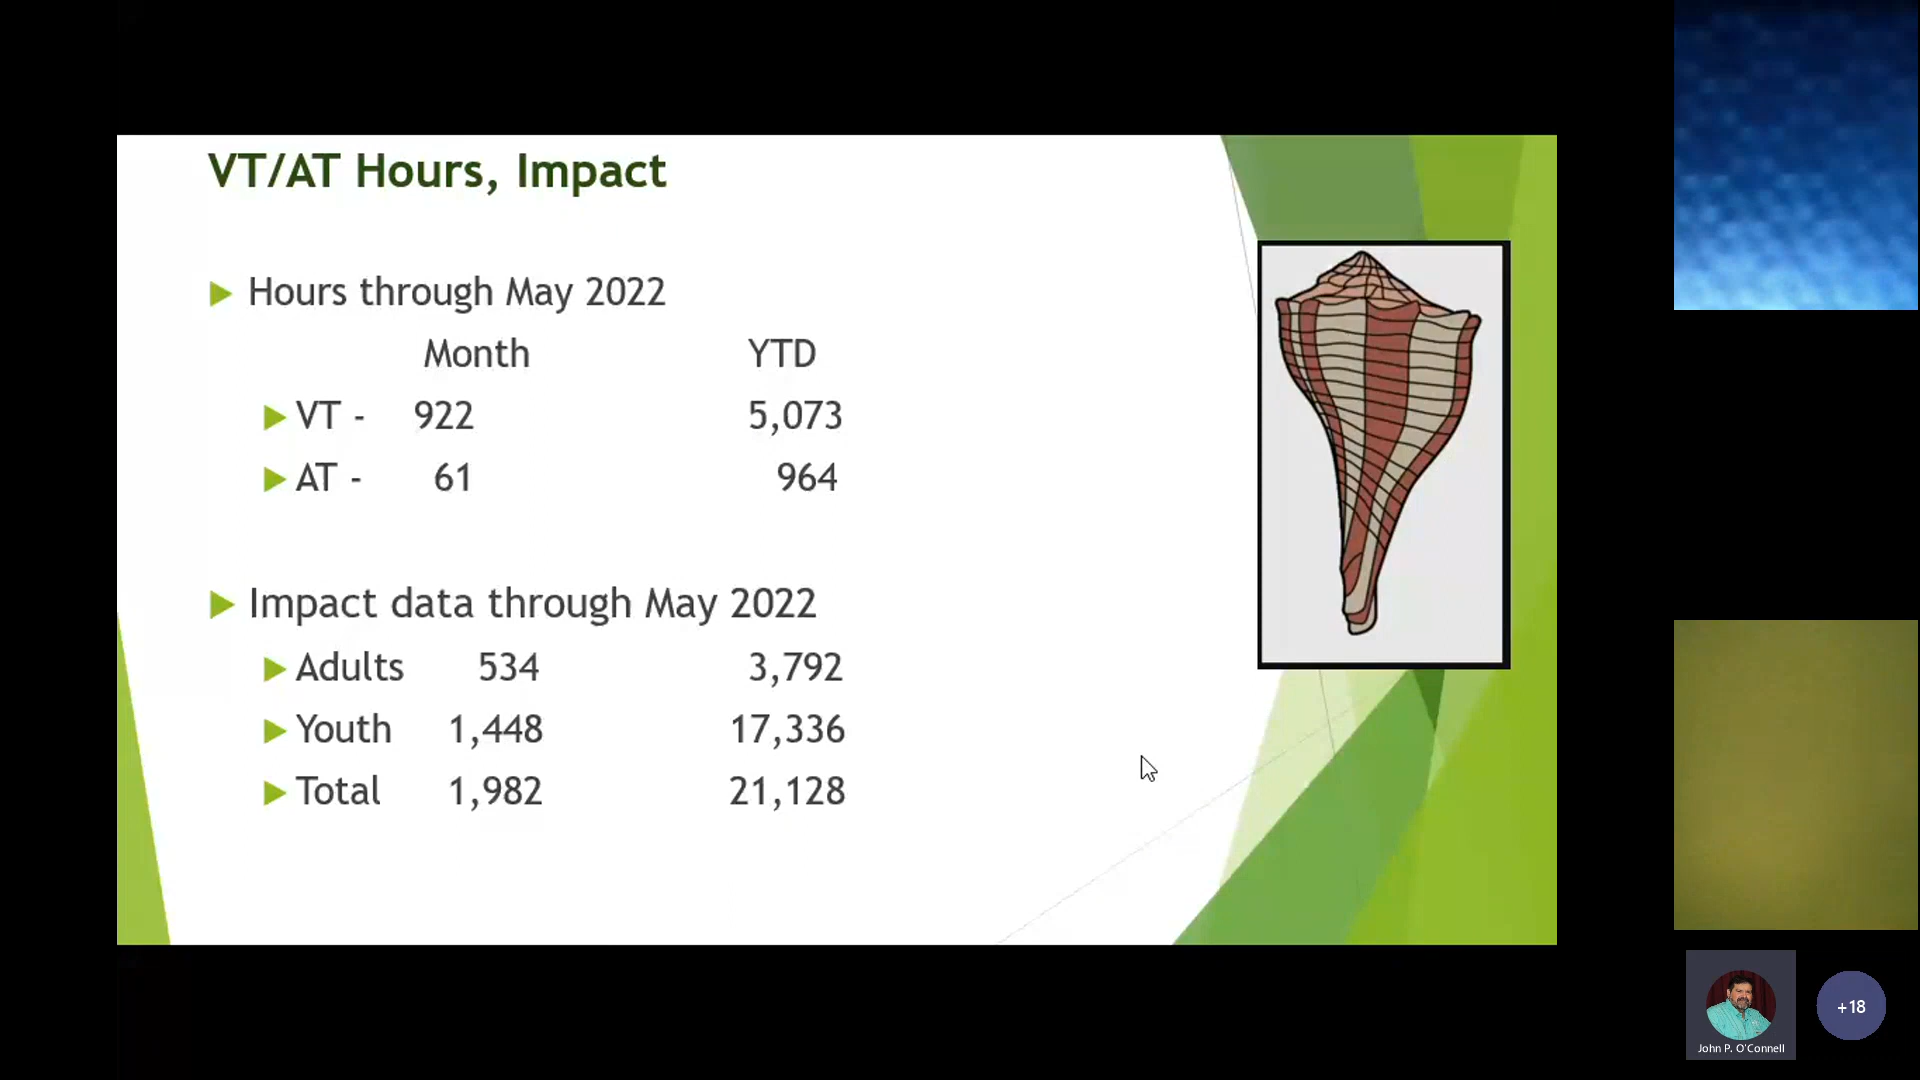 VT/AT Hours, Impact
Hours through May 2022
Month YTD
VT - 922 5,073
AT - 61 964
Impact data through May 2022
Adults 534 3,792
Youth 1,448 17,336
Total 1,982 21,128
John P. O'Connell
+18